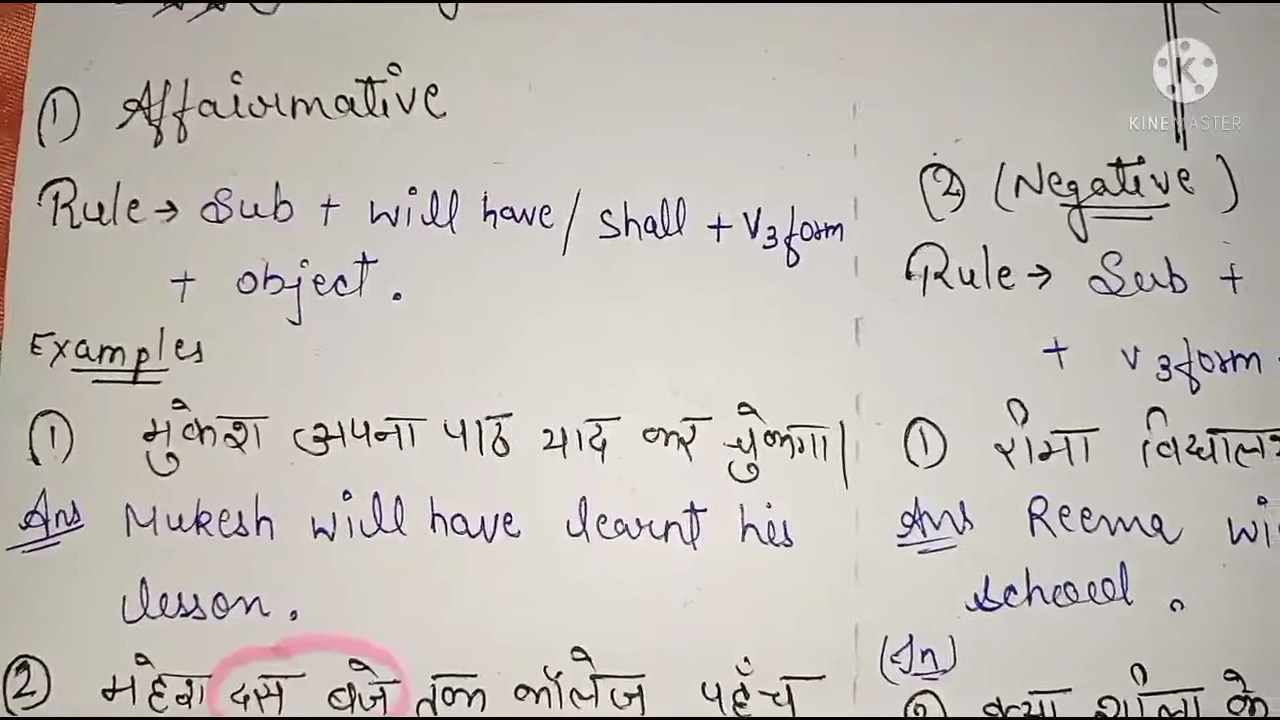 ① Affairmative
Rule → Sub + will have / shall + V3 form
+ object.
Examples
① मुकेश अपना पाठ याद कर चुकेगा।
Ans Mukesh will have learnt his
lesson.
② महेश दस बजे तक कॉलेज पहुँच
KINEMASTER
② (Negative)
Rule → Sub +
+ V3 form
① रीमा विद्यालय
Ans Reema wi
school.
(In)
क्या शीला के